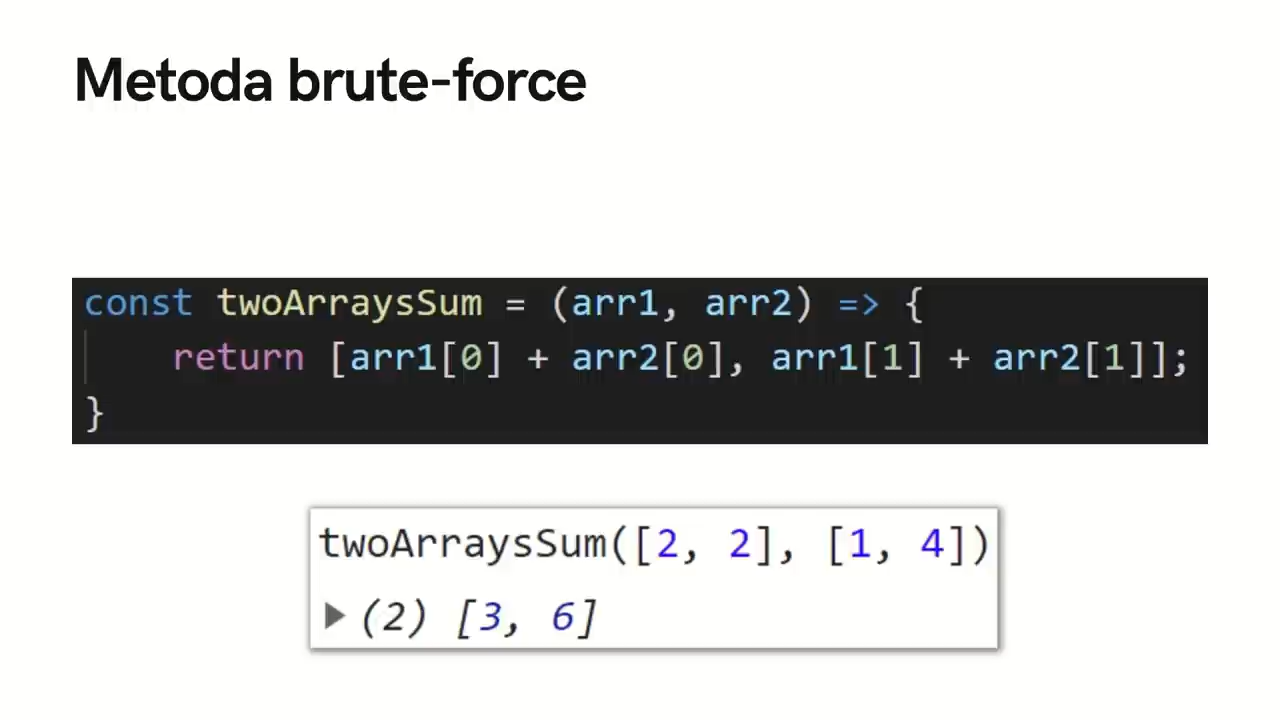 Metoda brute-force
const twoArraysSum = (arr1, arr2) => {
    return [arr1[0] + arr2[0], arr1[1] + arr2[1]];
}
twoArraysSum([2, 2], [1, 4])
▶ (2) [3, 6]